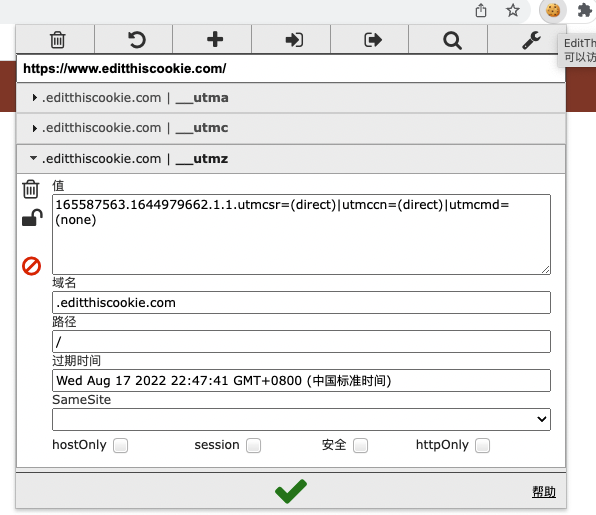 EditTh
可以访
https://www.editthiscookie.com/
.editthiscookie.com | __utma
.editthiscookie.com | __utmc
.editthiscookie.com | __utmz
值
165587563.1644979662.1.1.utmcsr=(direct)|utmccn=(direct)|utmcmd=
(none)
域名
.editthiscookie.com
路径
/
过期时间
Wed Aug 17 2022 22:47:41 GMT+0800 (中国标准时间)
SameSite
hostOnly session 安全 httpOnly
帮助